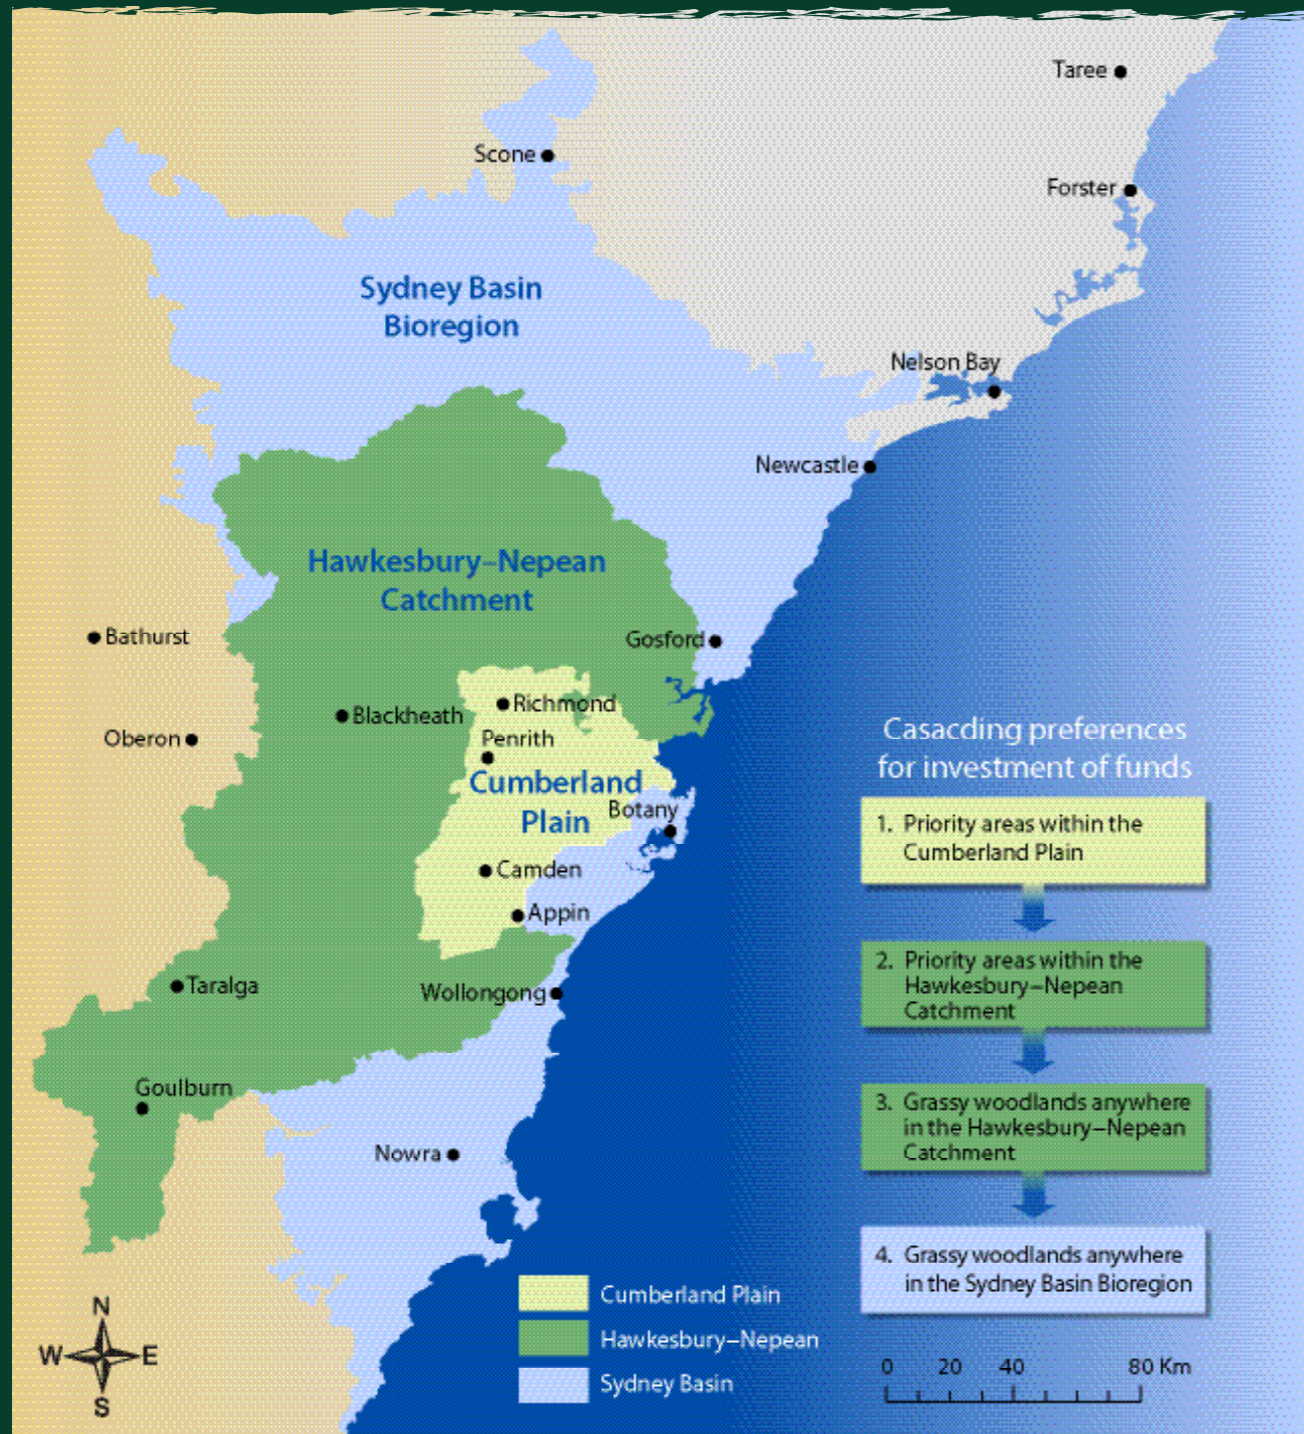 Taree
Scone
Forster
Sydney Basin
Bioregion
Nelson Bay
Newcastle
Hawkesbury–Nepean
Catchment
Bathurst
Gosford
Richmond
Blackheath
Oberon
Penrith
Cumberland
Plain
Botany
Camden
Appin
Taralga
Wollongong
Goulburn
Nowra
Casacding preferences
for investment of funds
1. Priority areas within the
Cumberland Plain
2. Priority areas within the
Hawkesbury–Nepean
Catchment
3. Grassy woodlands anywhere
in the Hawkesbury–Nepean
Catchment
4. Grassy woodlands anywhere
in the Sydney Basin Bioregion
Cumberland Plain
Hawkesbury–Nepean
Sydney Basin
N
W E
S
0 20 40 80 Km